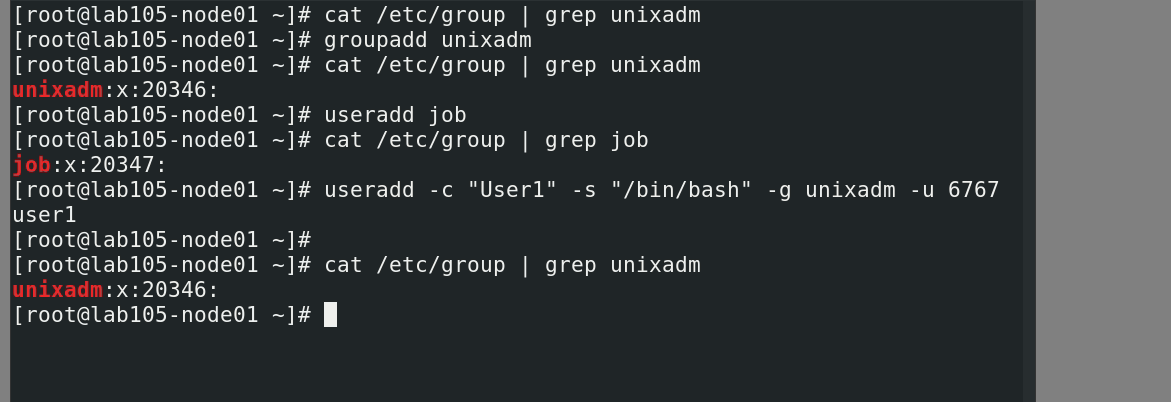 [root@lab105-node01 ~]# cat /etc/group | grep unixadm
[root@lab105-node01 ~]# groupadd unixadm
[root@lab105-node01 ~]# cat /etc/group | grep unixadm
unixadm:x:20346:
[root@lab105-node01 ~]# useradd job
[root@lab105-node01 ~]# cat /etc/group | grep job
job:x:20347:
[root@lab105-node01 ~]# useradd -c "User1" -s "/bin/bash" -g unixadm -u 6767
user1
[root@lab105-node01 ~]#
[root@lab105-node01 ~]# cat /etc/group | grep unixadm
unixadm:x:20346:
[root@lab105-node01 ~]#